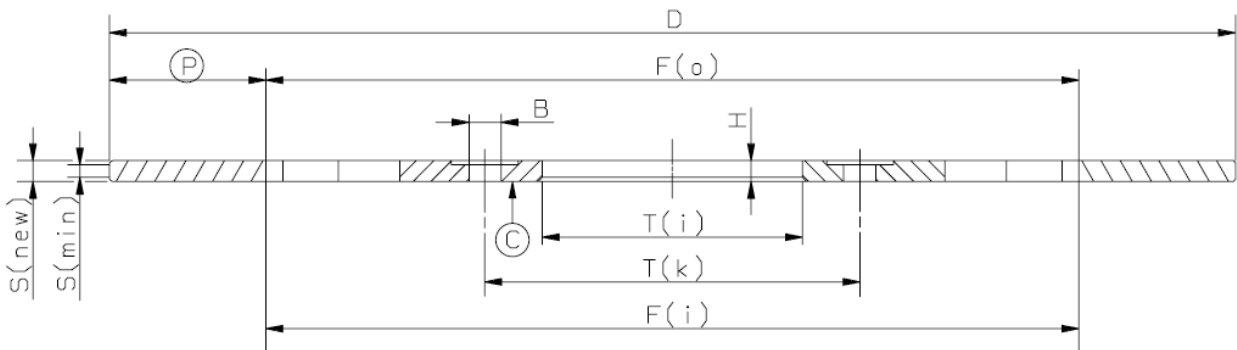 D
P
F(o)
B
H
S(new)
S(min)
C
T(i)
T(k)
F(i)